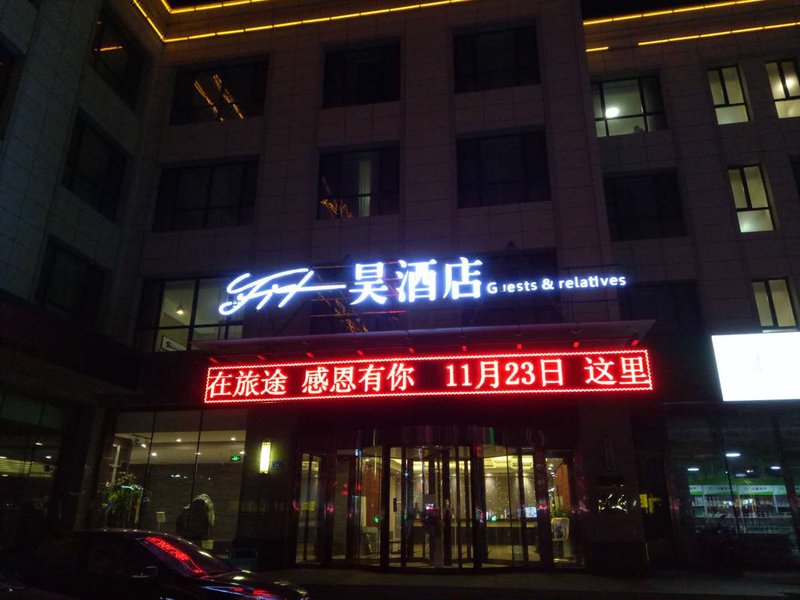 昊酒店 Guests & relatives
在旅途 感恩有你 11月23日 这里